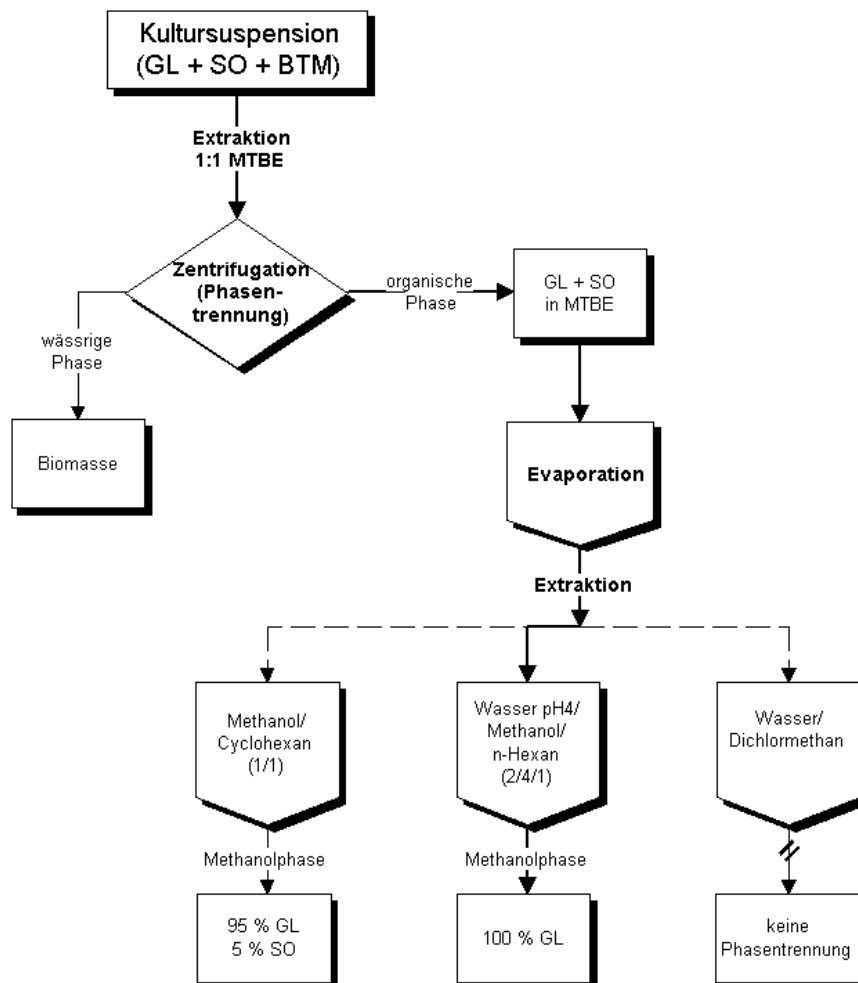 Kultursuspension
(GL + SO + BTM)
Extraktion
1:1 MTBE
Zentrifugation
(Phasen-
trennung)
organische
Phase
GL + SO
in MTBE
wässrige
Phase
Biomasse
Evaporation
Extraktion
Methanol/
Cyclohexan
(1/1)
Wasser pH4/
Methanol/
n-Hexan
(2/4/1)
Wasser/
Dichlormethan
Methanolphase
Methanolphase
95 % GL
5 % SO
100 % GL
keine
Phasentrennung